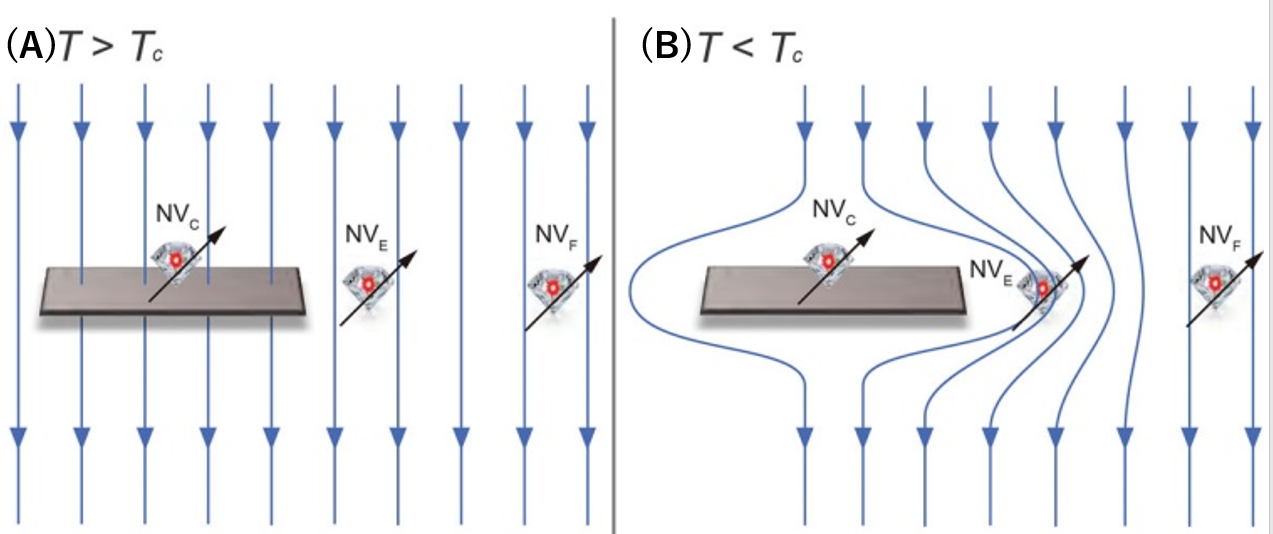 (A) T > Tc
NVC
NVE
NVF
(B) T < Tc
NVC
NVE
NVF